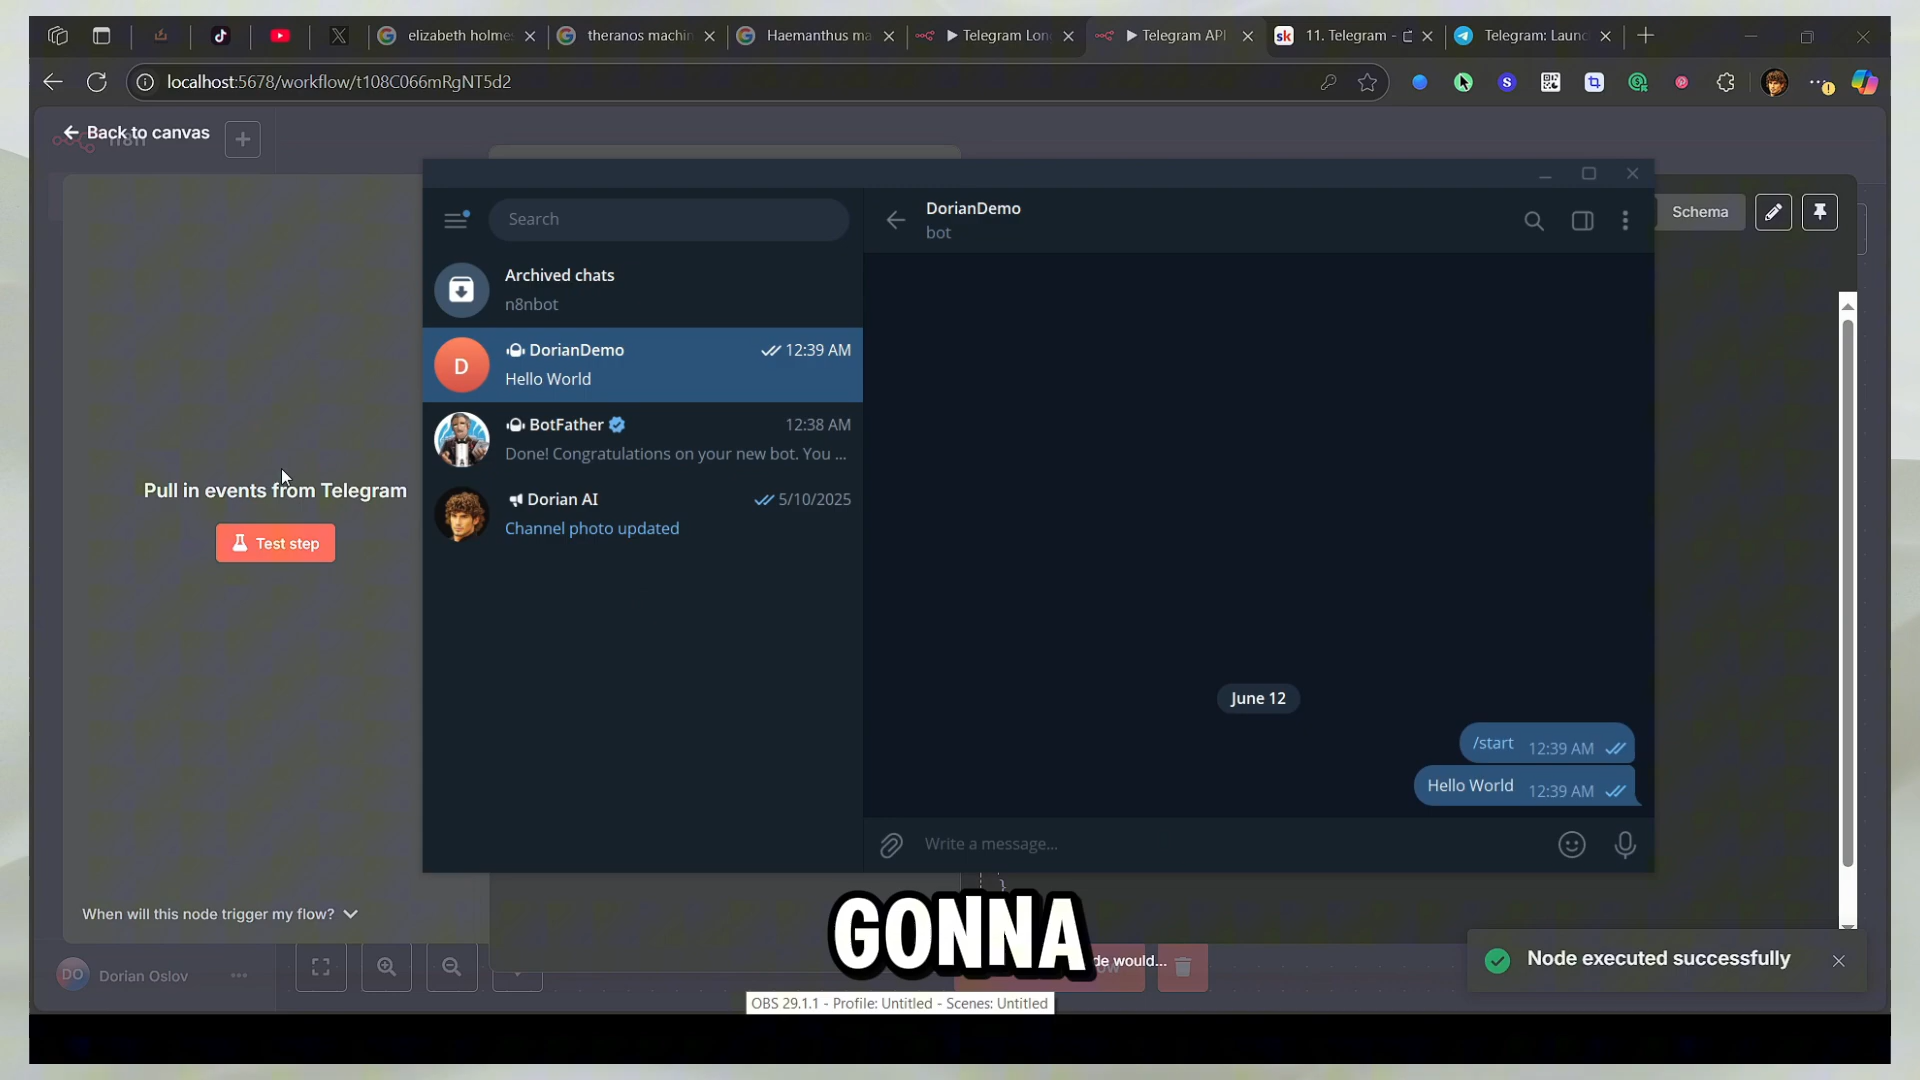 elizabeth holme
theranos machin
Haemanthus ma
Telegram Lon
Telegram API
sk
11. Telegram -
Telegram: Launc
localhost:5678/workflow/t108C066mRgNT5d2
Back to canvas
n8n
Search
DorianDemo
bot
Schema
Archived chats
n8nbot
DorianDemo
12:39 AM
Hello World
BotFather
12:38 AM
Done! Congratulations on your new bot. You ...
Dorian AI
5/10/2025
Channel photo updated
Pull in events from Telegram
Test step
June 12
/start 12:39 AM
Hello World 12:39 AM
Write a message...
When will this node trigger my flow?
GONNA
de would...
DO
Dorian Oslov
Node executed successfully
OBS 29.1.1 - Profile: Untitled - Scenes: Untitled